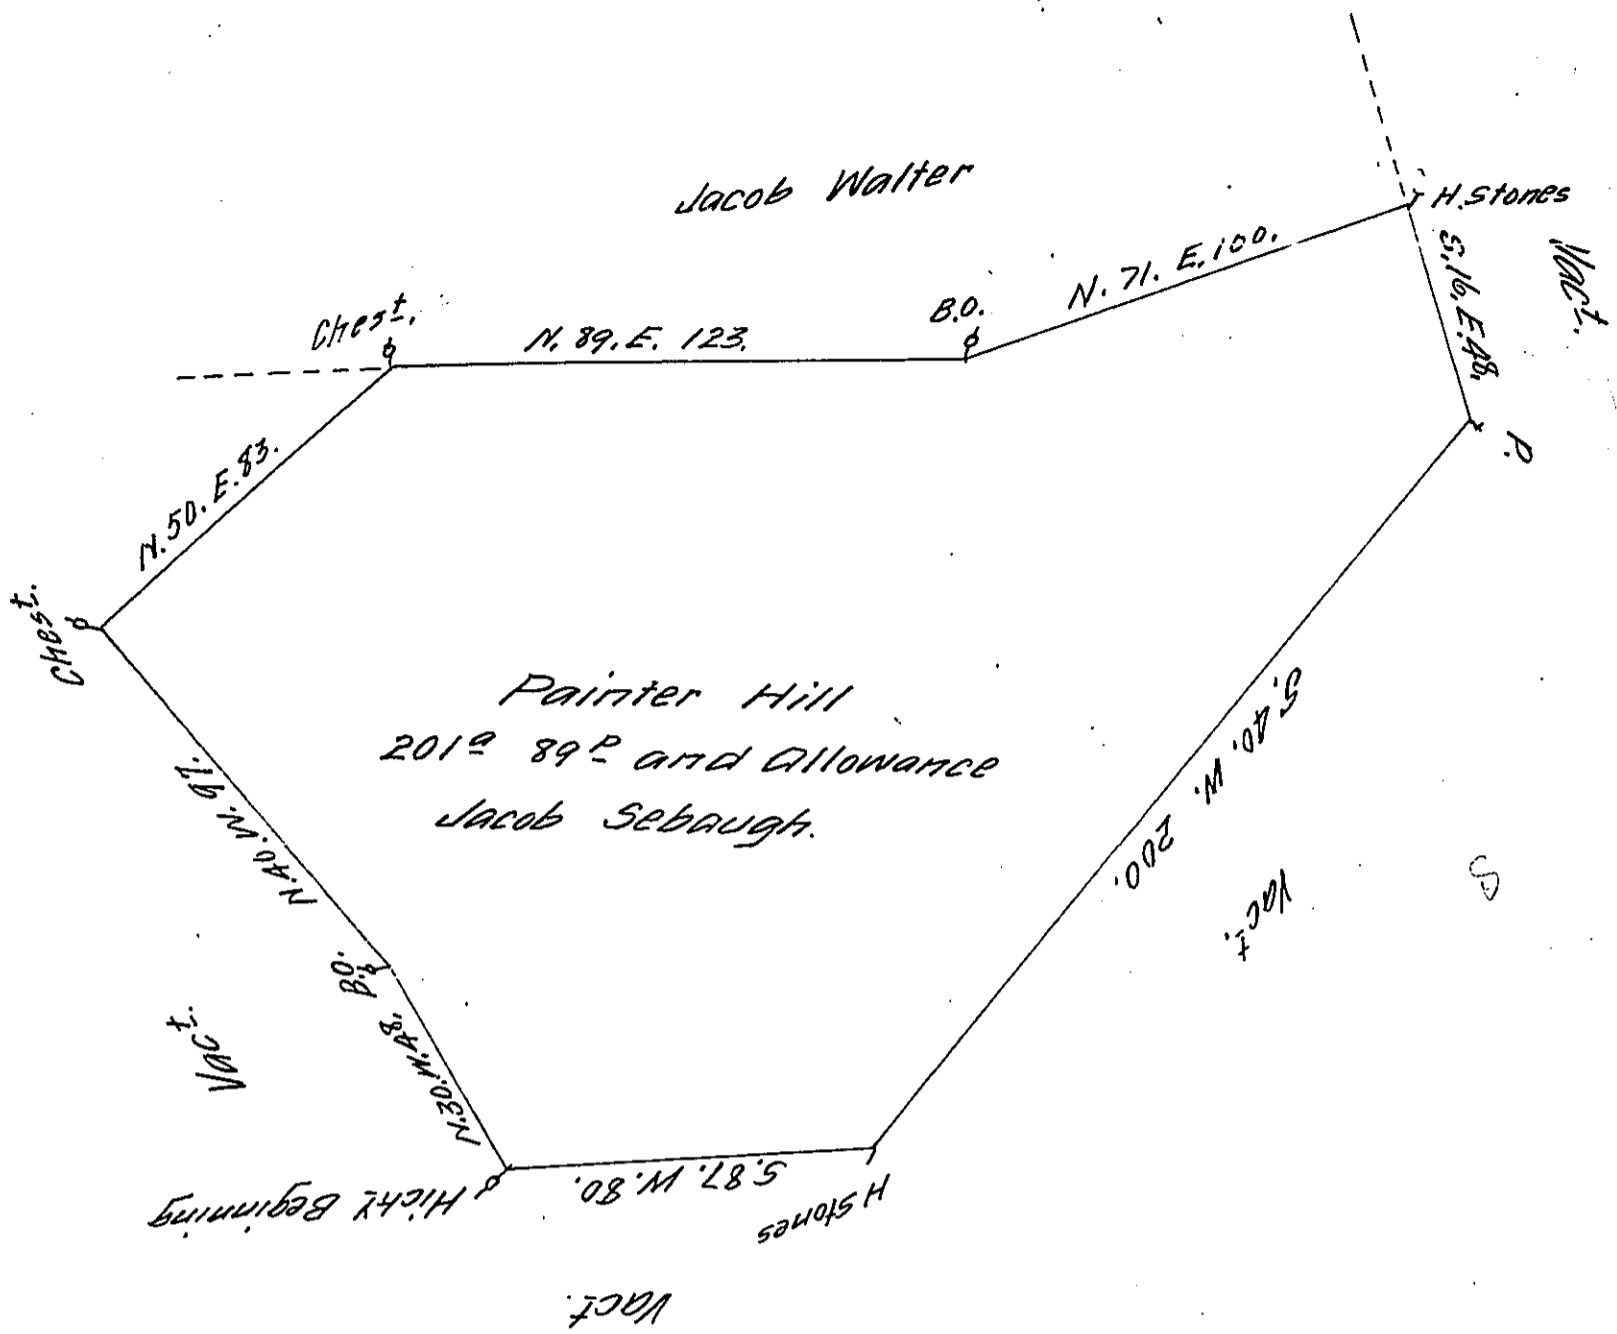 Jacob Walter
H. Stones
Vact.
S. 16. E. 48.
N. 71. E. 100.
B.O.
Chest.
N. 89. E. 123.
P.
N. 50. E. 83.
Chest.
Painter Hill
201a 89P and Allowance
Jacob Sebaugh.
S. 40. W. 200.
Vact.
S
N. 40. W. 97.
B.O.
Vact.
N. 30. W. 48.
Hicky Beginning
S. 87. W. 80.
H Stones
Vact.